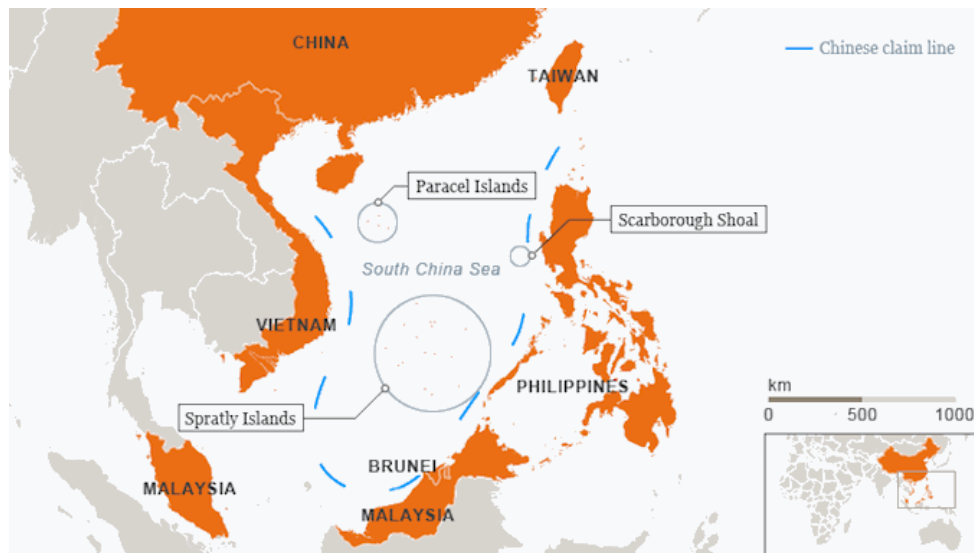 CHINA
Chinese claim line
TAIWAN
Paracel Islands
Scarborough Shoal
South China Sea
VIETNAM
PHILIPPINES
km
0 500 1000
Spratly Islands
BRUNEI
MALAYSIA
MALAYSIA